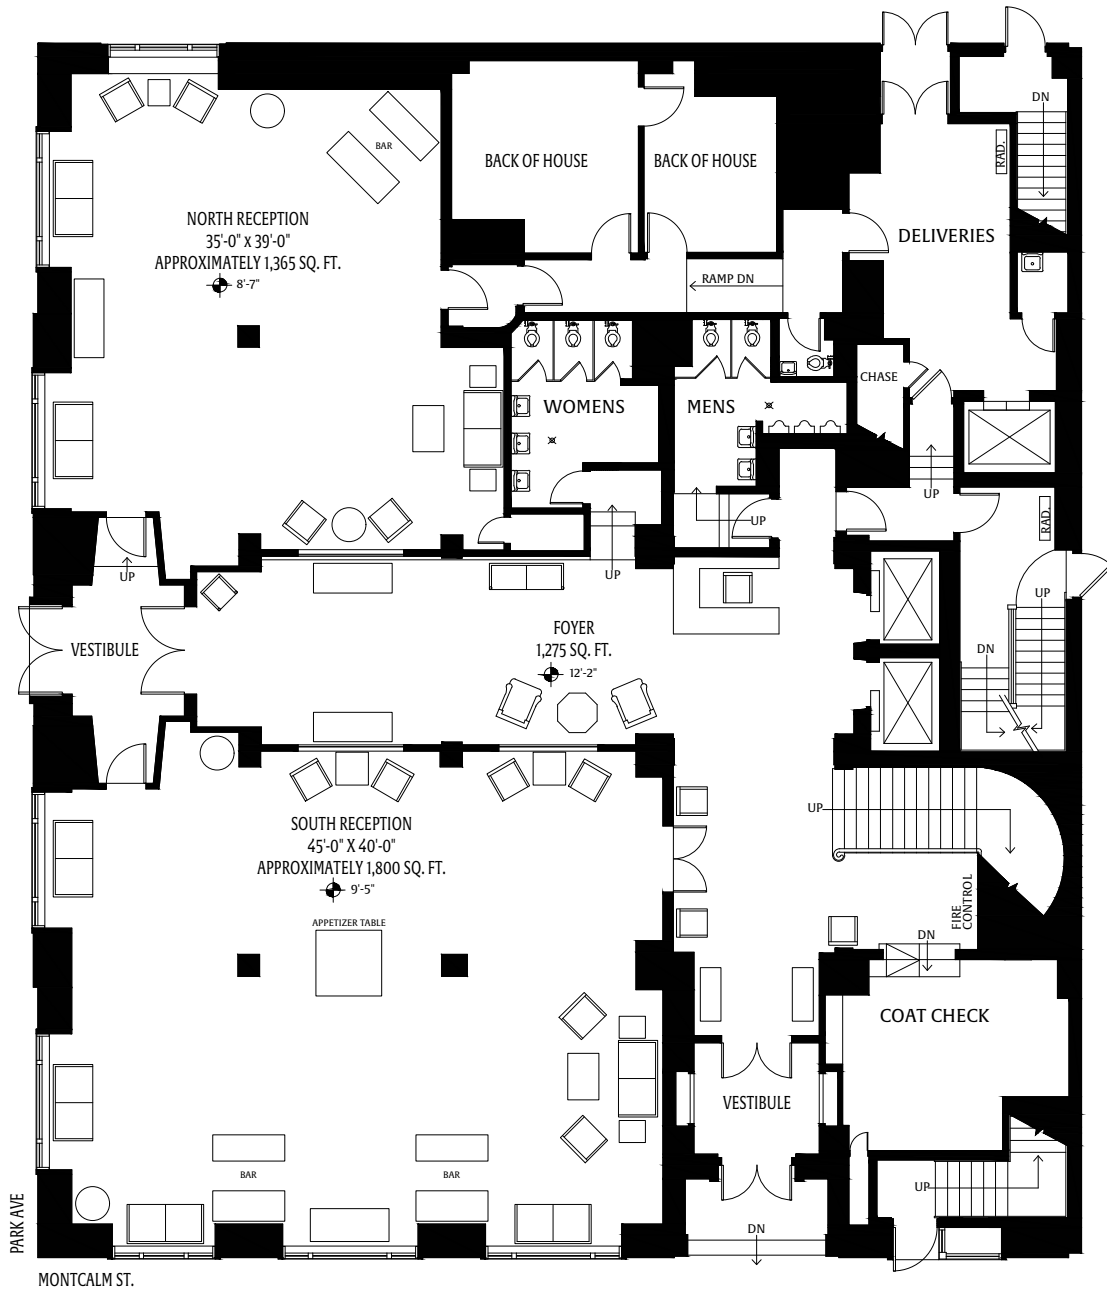 DN
BAR
RAD.
BACK OF HOUSE
BACK OF HOUSE
NORTH RECEPTION
35'-0" X 39'-0"
APPROXIMATELY 1,365 SQ. FT.
8'-7"
DELIVERIES
RAMP DN
CHASE
WOMENS
MENS
UP
UP
RAD.
UP
UP
UP
VESTIBULE
FOYER
1,275 SQ. FT.
12'-2"
DN
UP
SOUTH RECEPTION
45'-0" X 40'-0"
APPROXIMATELY 1,800 SQ. FT.
9'-5"
APPETIZER TABLE
FIRE
CONTROL
DN
COAT CHECK
VESTIBULE
BAR
BAR
UP
DN
PARK AVE
MONTCALM ST.